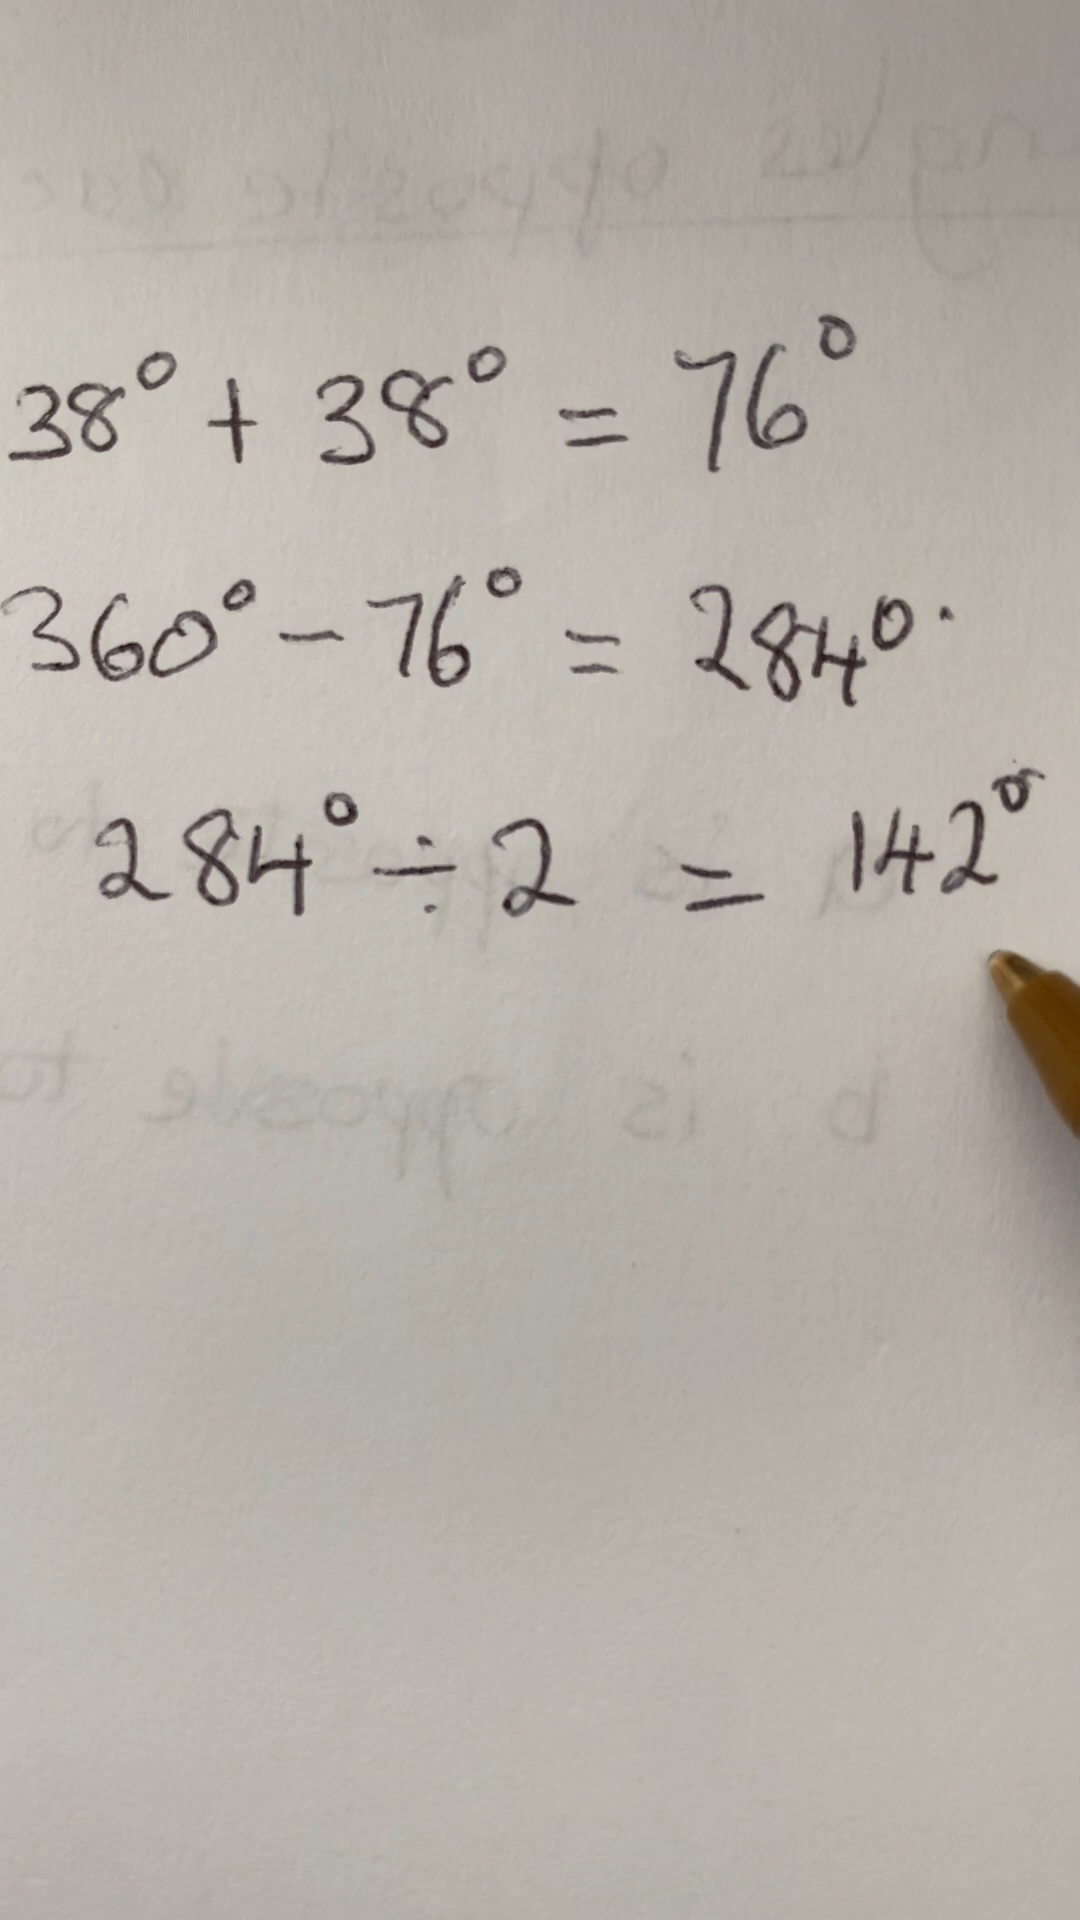 38° + 38° = 76°
360° - 76° = 284°.
284° ÷ 2 = 142°